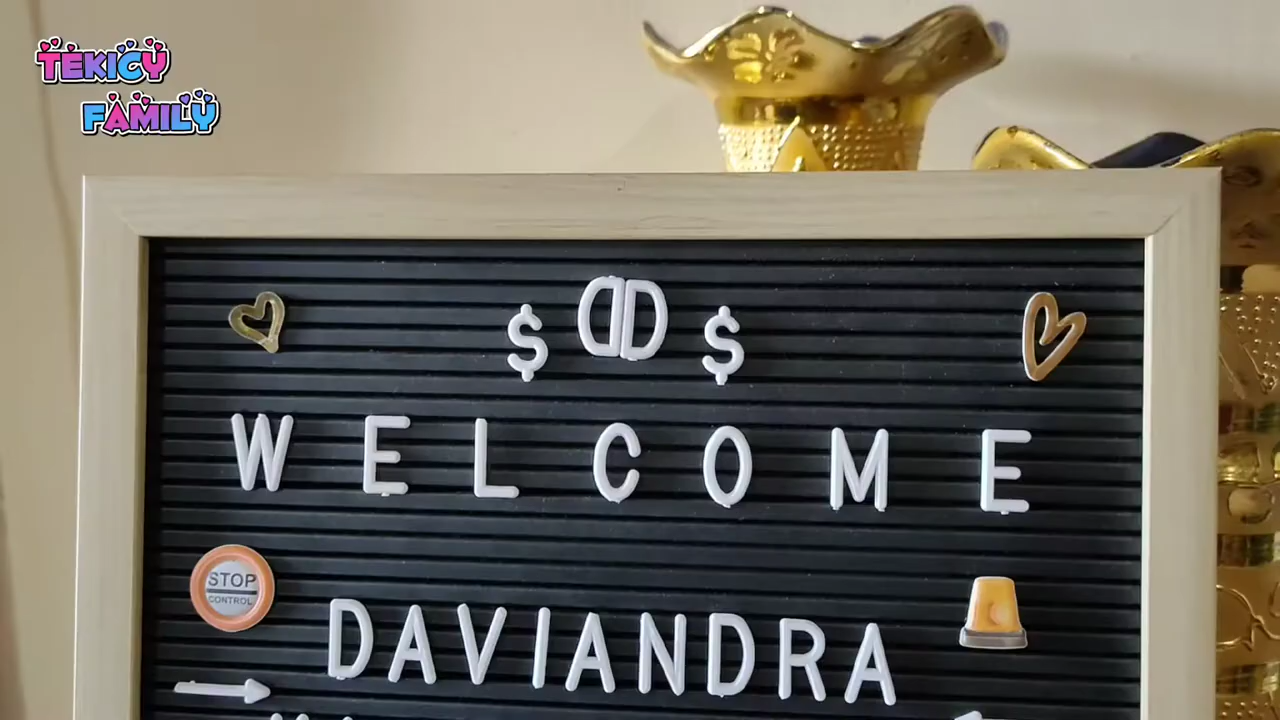 TEKICY
FAMILY
$ DD $
WELCOME
STOP
CONTROL
DAVIANDRA